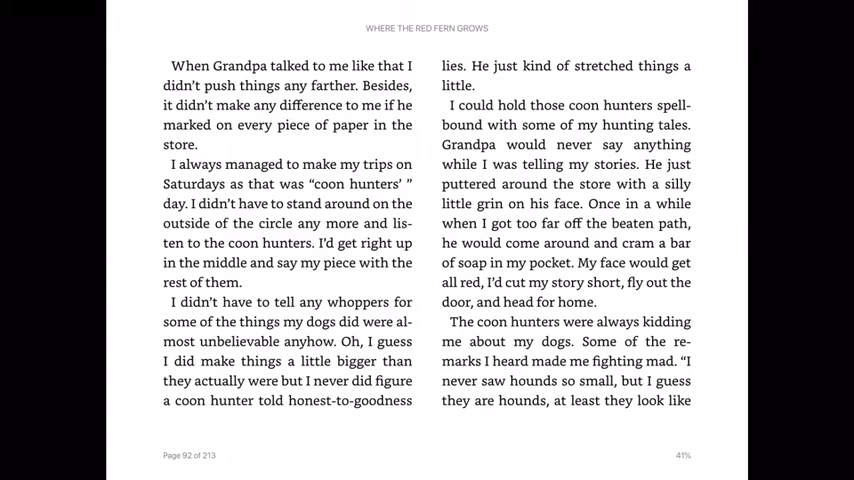 WHERE THE RED FERN GROWS
When Grandpa talked to me like that I
didn’t push things any farther. Besides,
it didn’t make any difference to me if he
marked on every piece of paper in the
store.
I always managed to make my trips on
Saturdays as that was “coon hunters’ ”
day. I didn’t have to stand around on the
outside of the circle any more and lis-
ten to the coon hunters. I’d get right up
in the middle and say my piece with the
rest of them.
I didn’t have to tell any whoppers for
some of the things my dogs did were al-
most unbelievable anyhow. Oh, I guess
I did make things a little bigger than
they actually were but I never did figure
a coon hunter told honest-to-goodness
lies. He just kind of stretched things a
little.
I could hold those coon hunters spell-
bound with some of my hunting tales.
Grandpa would never say anything
while I was telling my stories. He just
puttered around the store with a silly
little grin on his face. Once in a while
when I got too far off the beaten path,
he would come around and cram a bar
of soap in my pocket. My face would get
all red, I’d cut my story short, fly out the
door, and head for home.
The coon hunters were always kidding
me about my dogs. Some of the re-
marks I heard made me fighting mad. “I
never saw hounds so small, but I guess
they are hounds, at least they look like
Page 92 of 213
41%